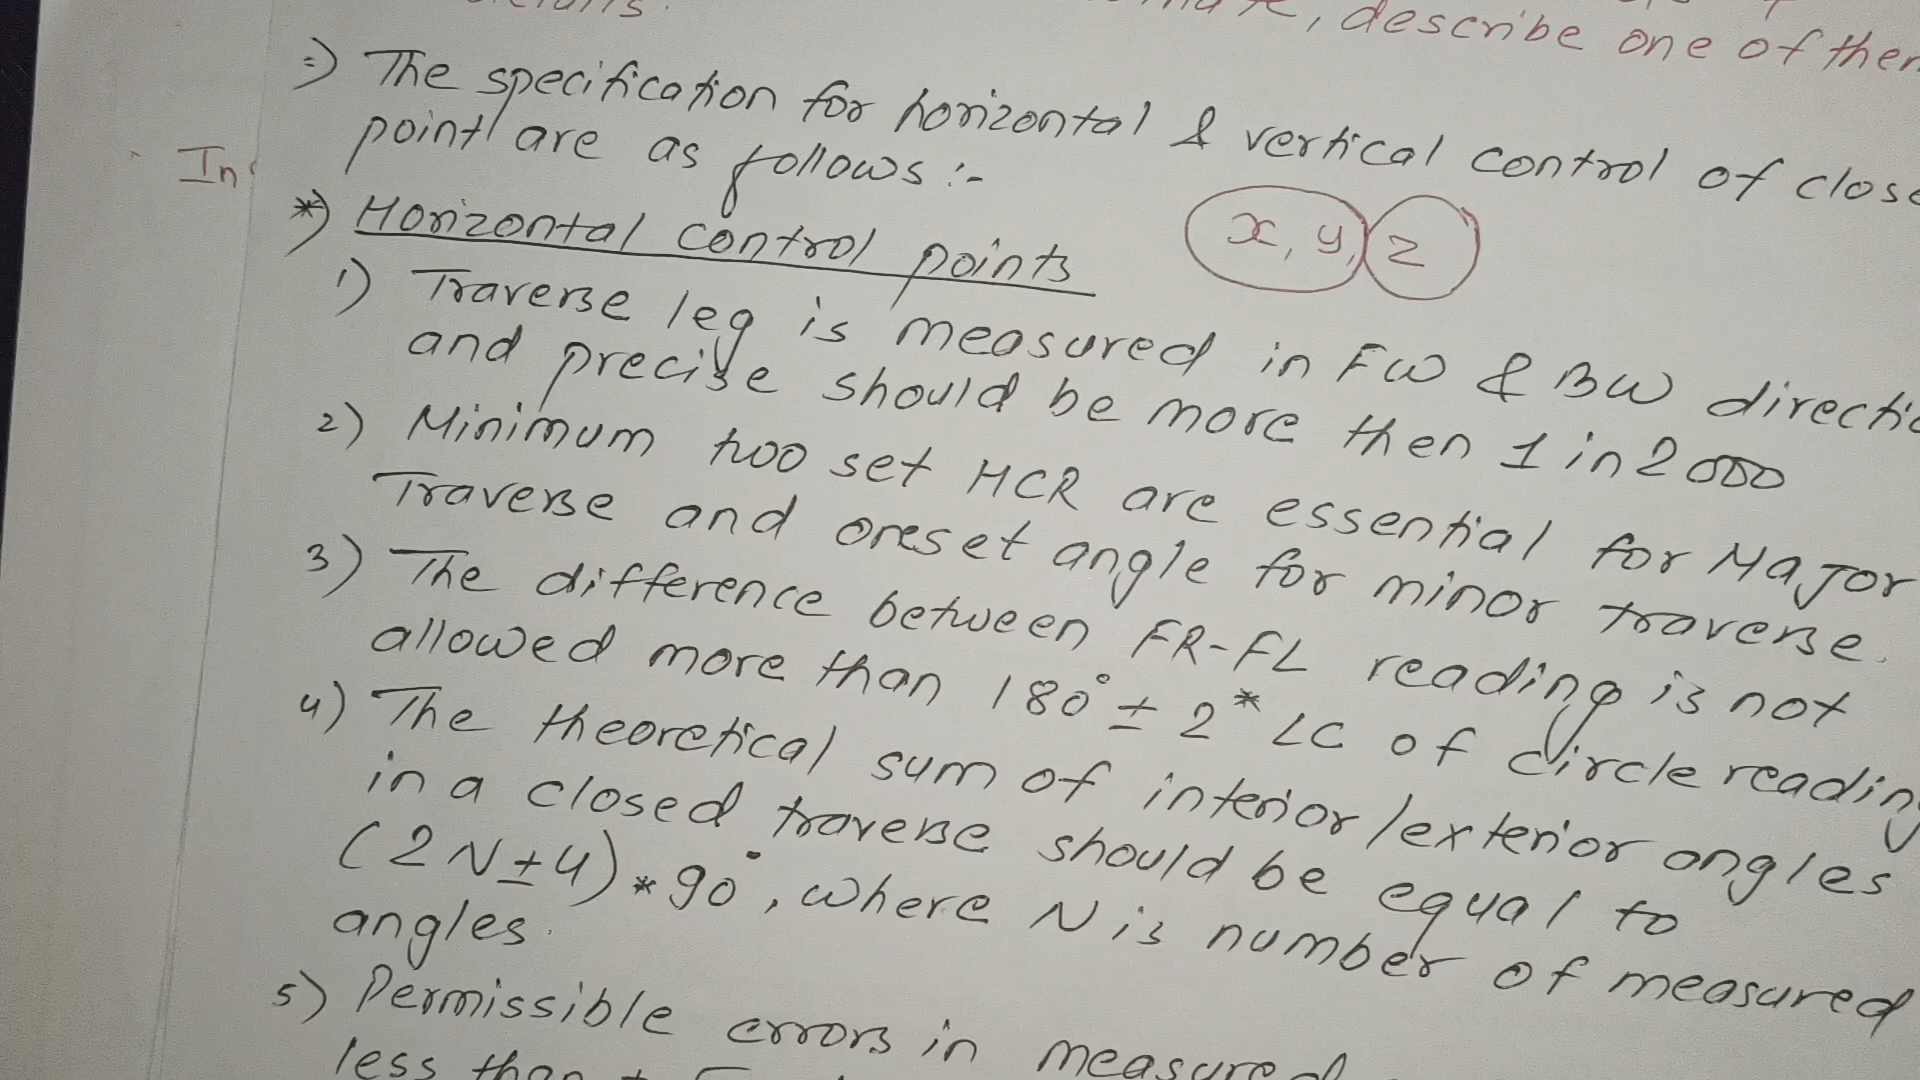 describe one of them
=) The specification for horizontal & vertical control of close
point are as follows :-
In
*) Horizontal control points
x, y, z
1) Traverse leg is measured in FW & BW directio
and precise should be more then 1 in 2000
2) Minimum two set HCR are essential for Major
Traverse and oneset angle for minor traverse.
3) The difference between FR-FL reading is not
allowed more than 180° ± 2 * LC of circle reading
4) The theoretical sum of interior/exterior angles
in a closed traverse should be equal to
(2N±4) * 90°, where N is number of measured
angles.
5) Permissible errors in measured
less than ±